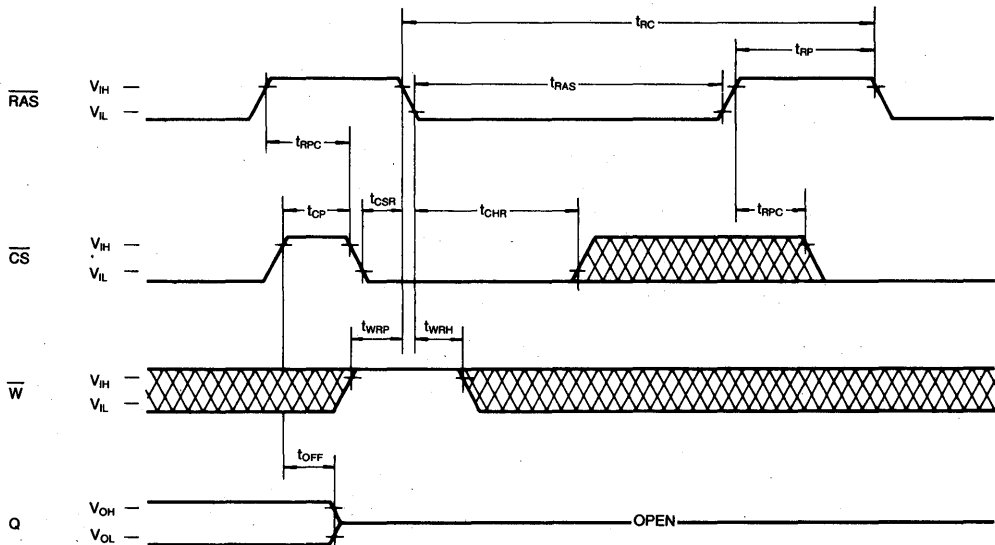 tRC
tRP
RAS
VIH
VIL
tRAS
tRPC
tCP
tCSR
tCHR
tRPC
CS
VIH
VIL
tWRP
tWRH
W
VIH
VIL
tOFF
Q
VOH
VOL
OPEN